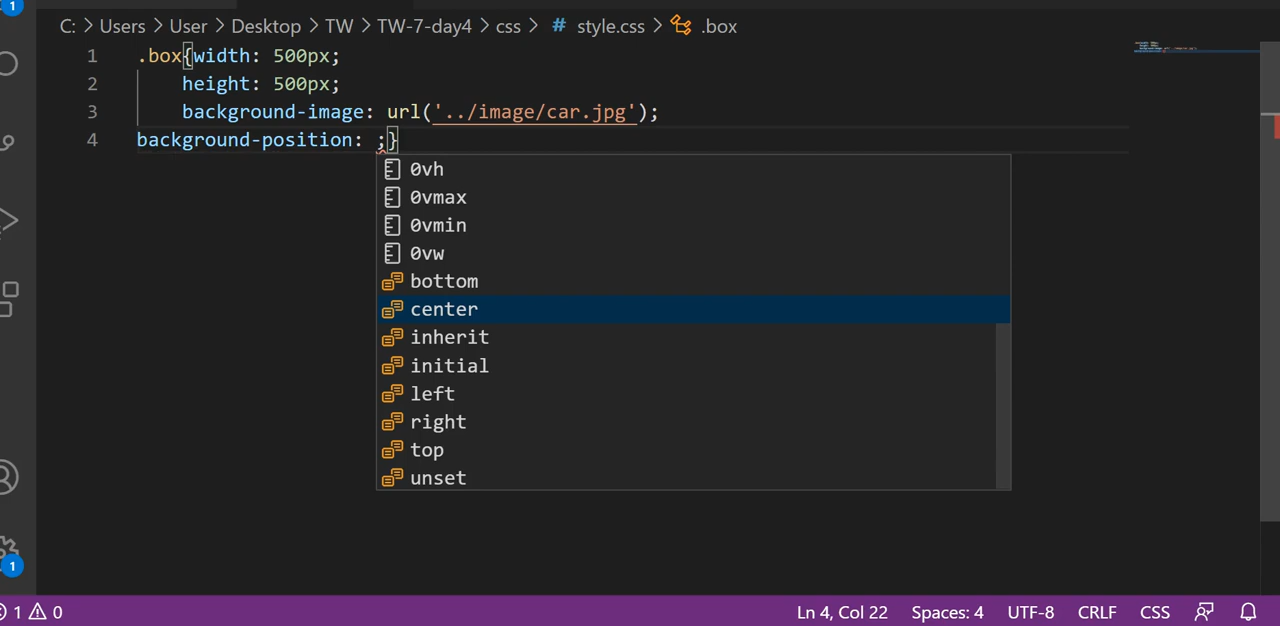 1
C: > Users > User > Desktop > TW > TW-7-day4 > css > # style.css > .box
1 .box{width: 500px;
2 height: 500px;
3 background-image: url('../image/car.jpg');
4 background-position: ;}
0vh
0vmax
0vmin
0vw
bottom
center
inherit
initial
left
right
top
unset
1
1 0 Ln 4, Col 22 Spaces: 4 UTF-8 CRLF CSS